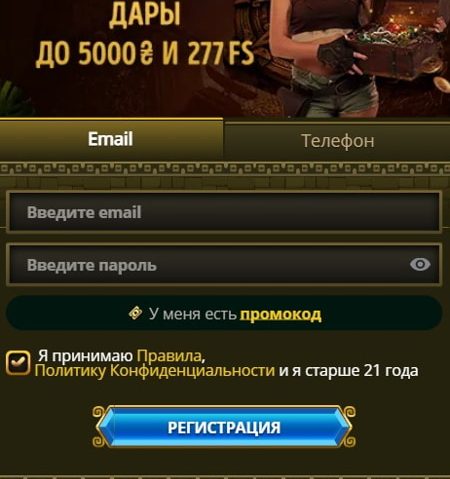 ДАРЫ
ДО 5000₴ И 277 FS
Email
Телефон
Введите email
Введите пароль
У меня есть промокод
Я принимаю Правила,
Политику Конфиденциальности и я старше 21 года
РЕГИСТРАЦИЯ